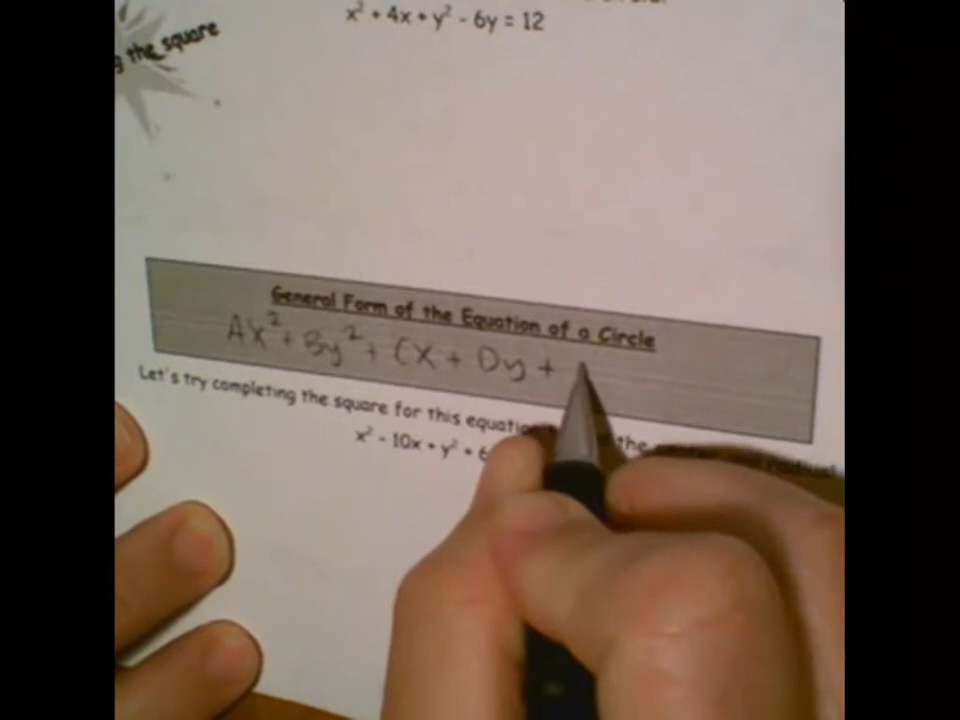 x² + 4x + y² - 6y = 12
the square
General Form of the Equation of a Circle
Ax² + By² + Cx + Dy +
Let's try completing the square for this equation the
x² - 10x + y² + 6